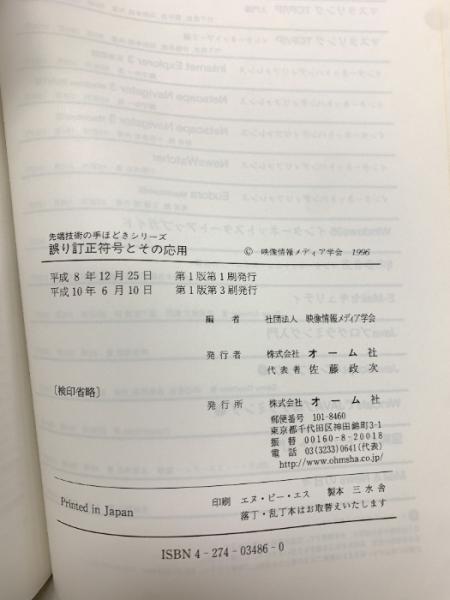 先端技術の手ほどきシリーズ
誤り訂正符号とその応用
© 映像情報メディア学会 1996
平成 8 年 12 月 25 日 第 1 版第 1 刷発行
平成 10 年 6 月 10 日 第 1 版第 3 刷発行
編者 社団法人 映像情報メディア学会
発行者 株式会社 オーム社
代表者 佐藤政次
[検印省略]
発行所 株式会社 オーム社
郵便番号 101-8460
東京都千代田区神田錦町3-1
振替 00160-8-20018
電話 03(3233)0641(代表)
http://www.ohmsha.co.jp/
Printed in Japan
印刷 エヌ・ピー・エス 製本 三水舎
落丁・乱丁本はお取替えいたします
ISBN 4-274-03486-0